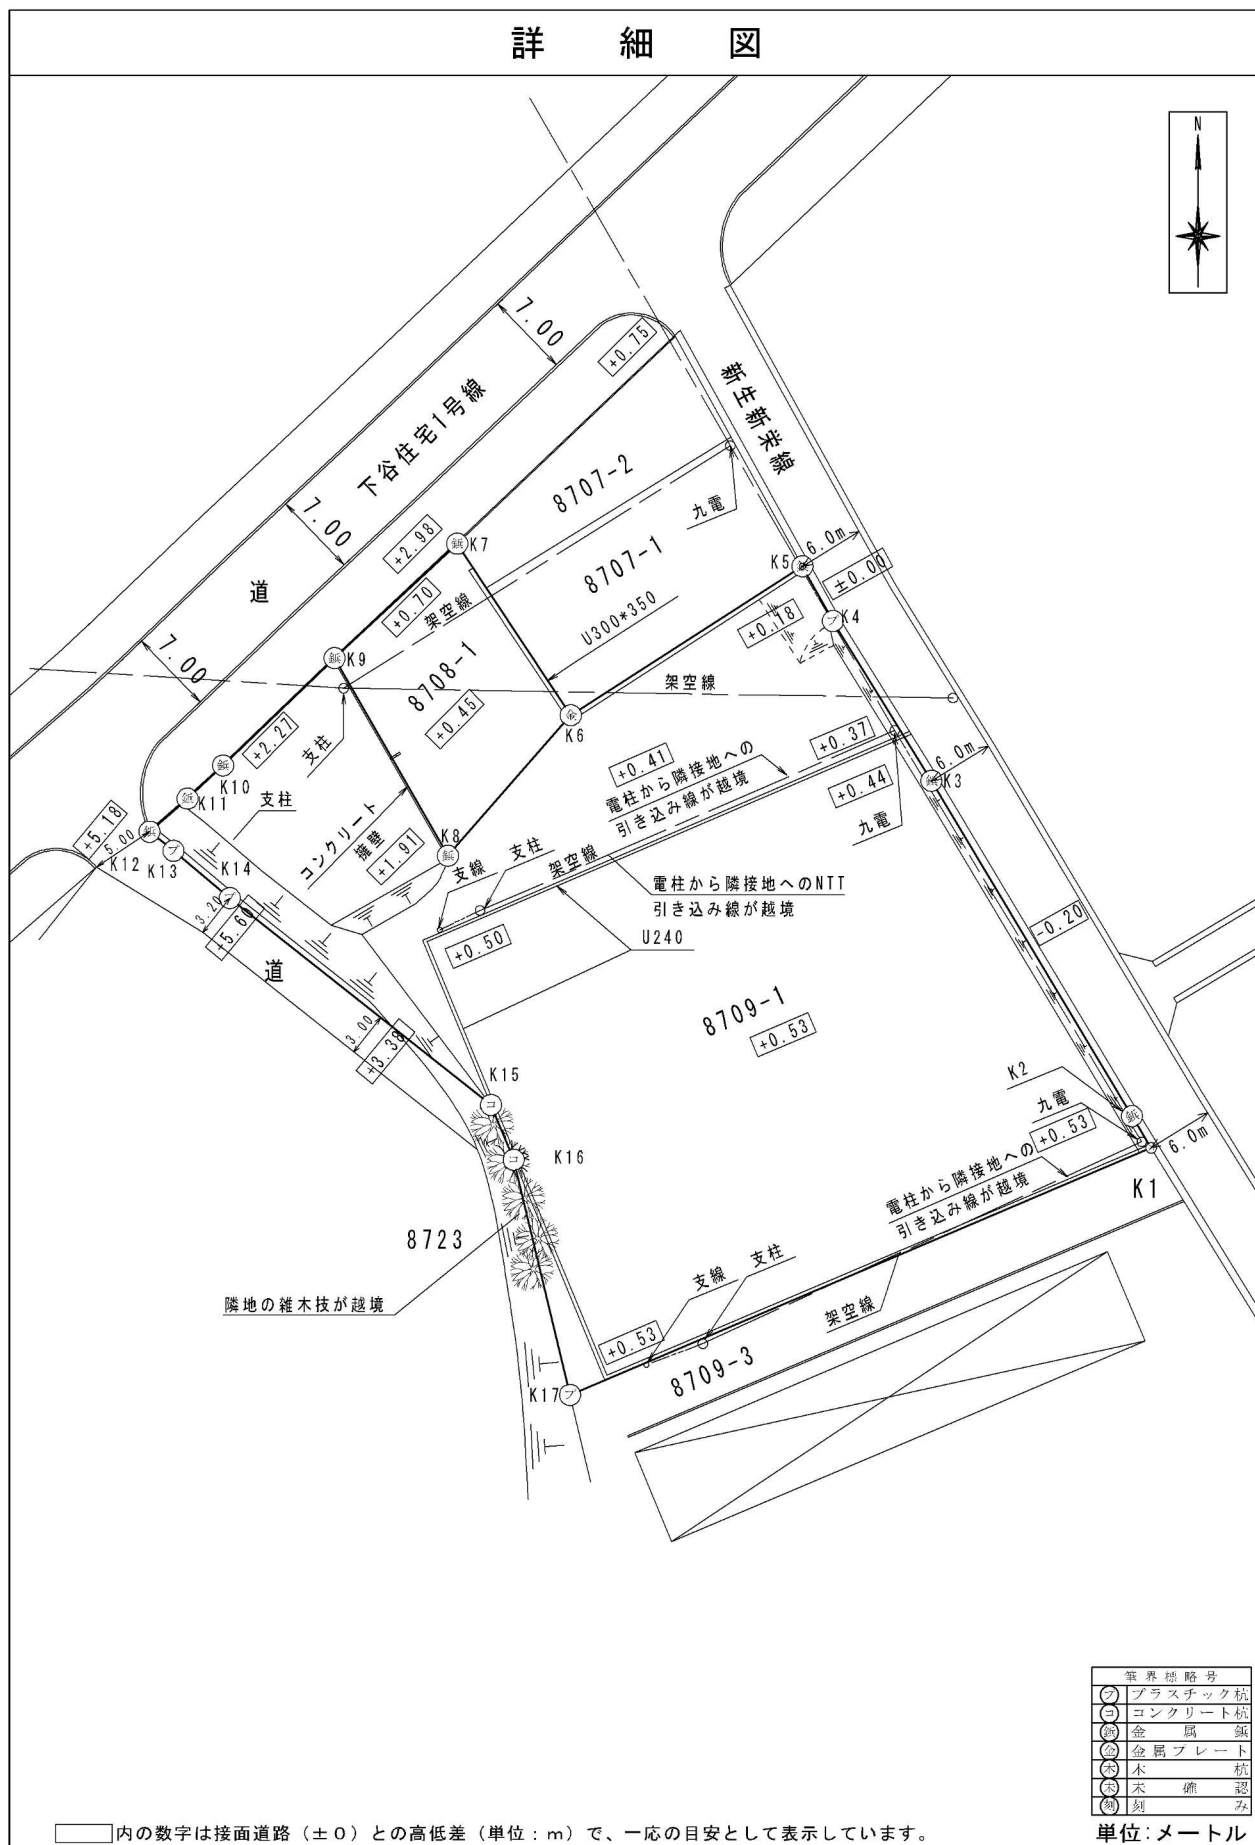 詳 細 図
N
7.00
+0.75
下谷住宅1号線
新生新栄線
7.00
8707-2
九電
+2.98
K7
8707-1
K5
6.0m
±0.00
道
+0.70
架空線
U300*350
+0.18
K4
7.00
K9
8708-1
+0.45
架空線
支柱
K6
+2.27
+0.41
+0.37
電柱から隣接地への
引き込み線が越境
6.0m
K3
+0.44
九電
K10
K11
支柱
+5.18
5.00
K12
K13
K14
コンクリート
擁壁
+1.91
K8
支線
支柱
架空線
電柱から隣接地へのNTT
引き込み線が越境
3.20
道
+0.50
U240
-0.20
8709-1
+0.53
3.00
+3.38
K15
K2
九電
+0.53
6.0m
K16
電柱から隣接地への
引き込み線が越境
K1
8723
支線
支柱
隣地の雑木技が越境
架空線
+0.53
8709-3
K17
筆界標略号
プ プラスチック杭
コ コンクリート杭
鋲 金属鋲
金 金属プレート
木 木杭
未 未確認
刻 刻み
内の数字は接面道路（±0）との高低差（単位：m）で、一応の目安として表示しています。
単位:メートル